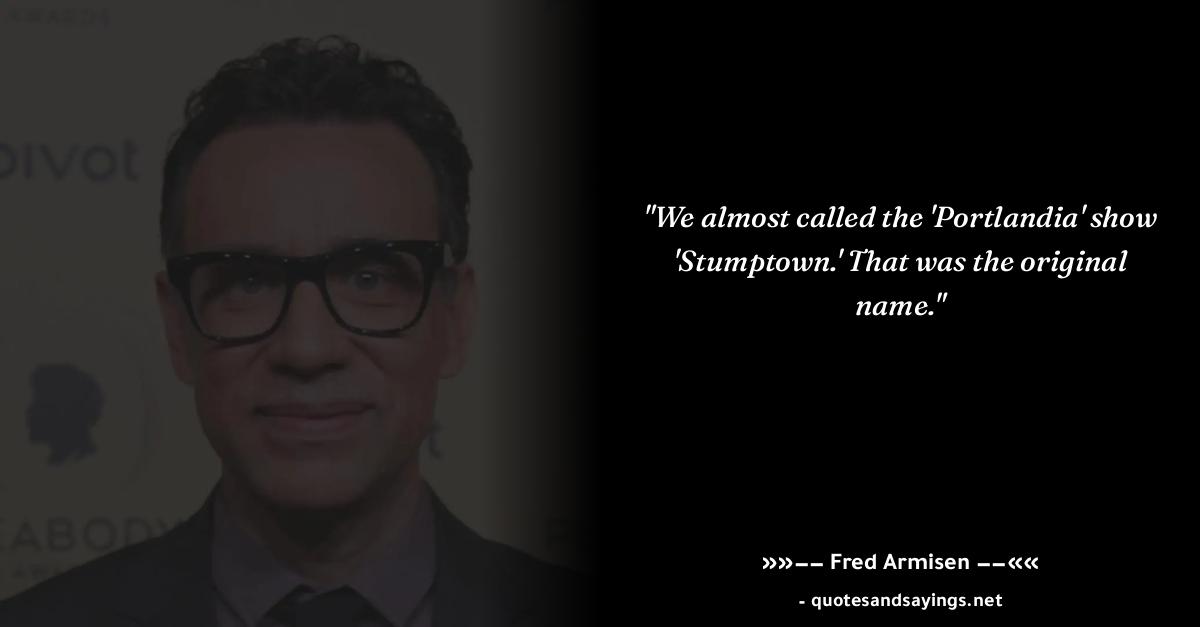 AWARDS
pivot
"We almost called the 'Portlandia' show
'Stumptown.' That was the original
name."
t
EABODY
»»−− Fred Armisen −−««
- quotesandsayings.net